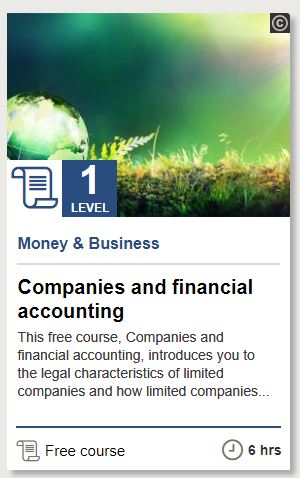 ©
1
LEVEL
Money & Business
Companies and financial
accounting
This free course, Companies and
financial accounting, introduces you to
the legal characteristics of limited
companies and how limited companies...
Free course
6 hrs